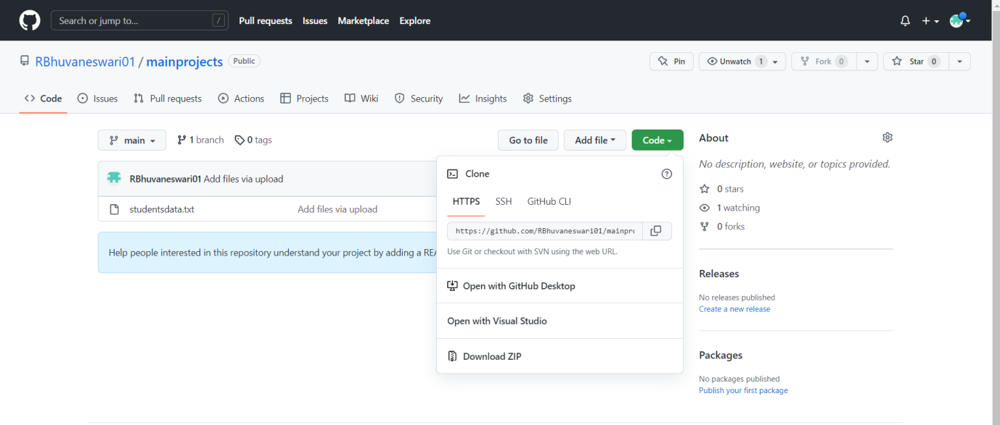 Search or jump to... /
Pull requests Issues Marketplace Explore
RBhuvaneswari01 / mainprojects Public
Pin Unwatch 1 Fork 0 Star 0
Code Issues Pull requests Actions Projects Wiki Security Insights Settings
main 1 branch 0 tags Go to file Add file Code
RBhuvaneswari01 Add files via upload
studentsdata.txt Add files via upload
Help people interested in this repository understand your project by adding a
Clone
HTTPS SSH GitHub CLI
https://github.com/RBhuvaneswari01/mainpro
Use Git or checkout with SVN using the web URL.
Open with GitHub Desktop
Open with Visual Studio
Download ZIP
About
No description, website, or topics provided.
0 stars
1 watching
0 forks
Releases
No releases published
Create a new release
Packages
No packages published
Publish your first package